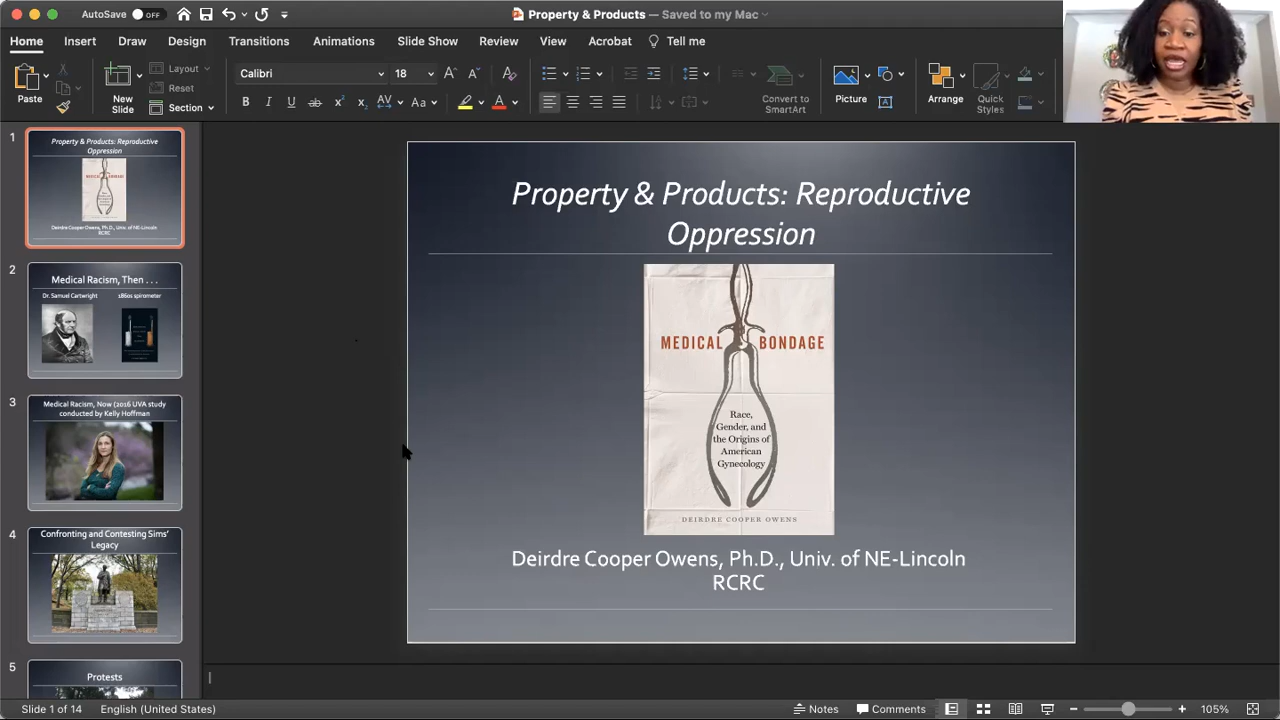 AutoSave OFF
Property & Products — Saved to my Mac
Home Insert Draw Design Transitions Animations Slide Show Review View Acrobat Tell me
Paste
New Slide
Layout
Reset
Section
Calibri 18
Convert to SmartArt
Picture
Arrange
Quick Styles
1
Property & Products: Reproductive
Oppression
MEDICAL BONDAGE
Deirdre Cooper Owens, Ph.D., Univ. of NE-Lincoln
RCRC
2
Medical Racism, Then . . .
Dr. Samuel Cartwright 1860s spirometer
3
Medical Racism, Now (2016 UVA study
conducted by Kelly Hoffman
4
Confronting and Contesting Sims'
Legacy
5
Protests
Property & Products: Reproductive
Oppression
MEDICAL BONDAGE
Race,
Gender, and
the Origins of
American
Gynecology
DEIRDRE COOPER OWENS
Deirdre Cooper Owens, Ph.D., Univ. of NE-Lincoln
RCRC
Slide 1 of 14 English (United States) Notes Comments 105%